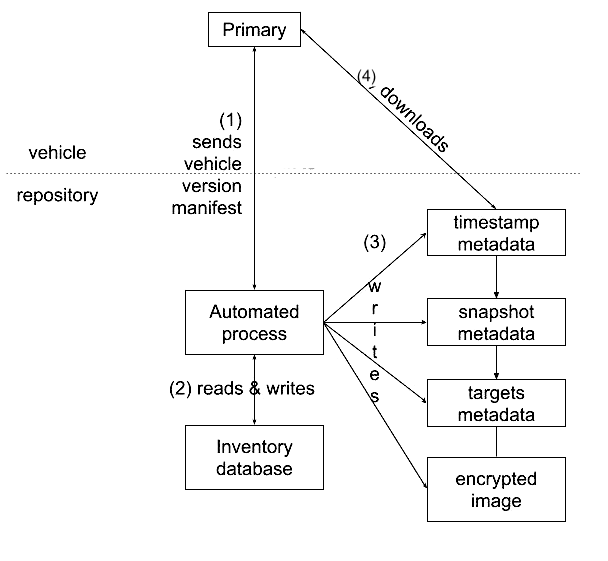 Primary
(4) downloads
(1)
sends
vehicle
version
manifest
vehicle
repository
timestamp
metadata
(3)
writes
Automated
process
snapshot
metadata
(2) reads & writes
targets
metadata
Inventory
database
encrypted
image